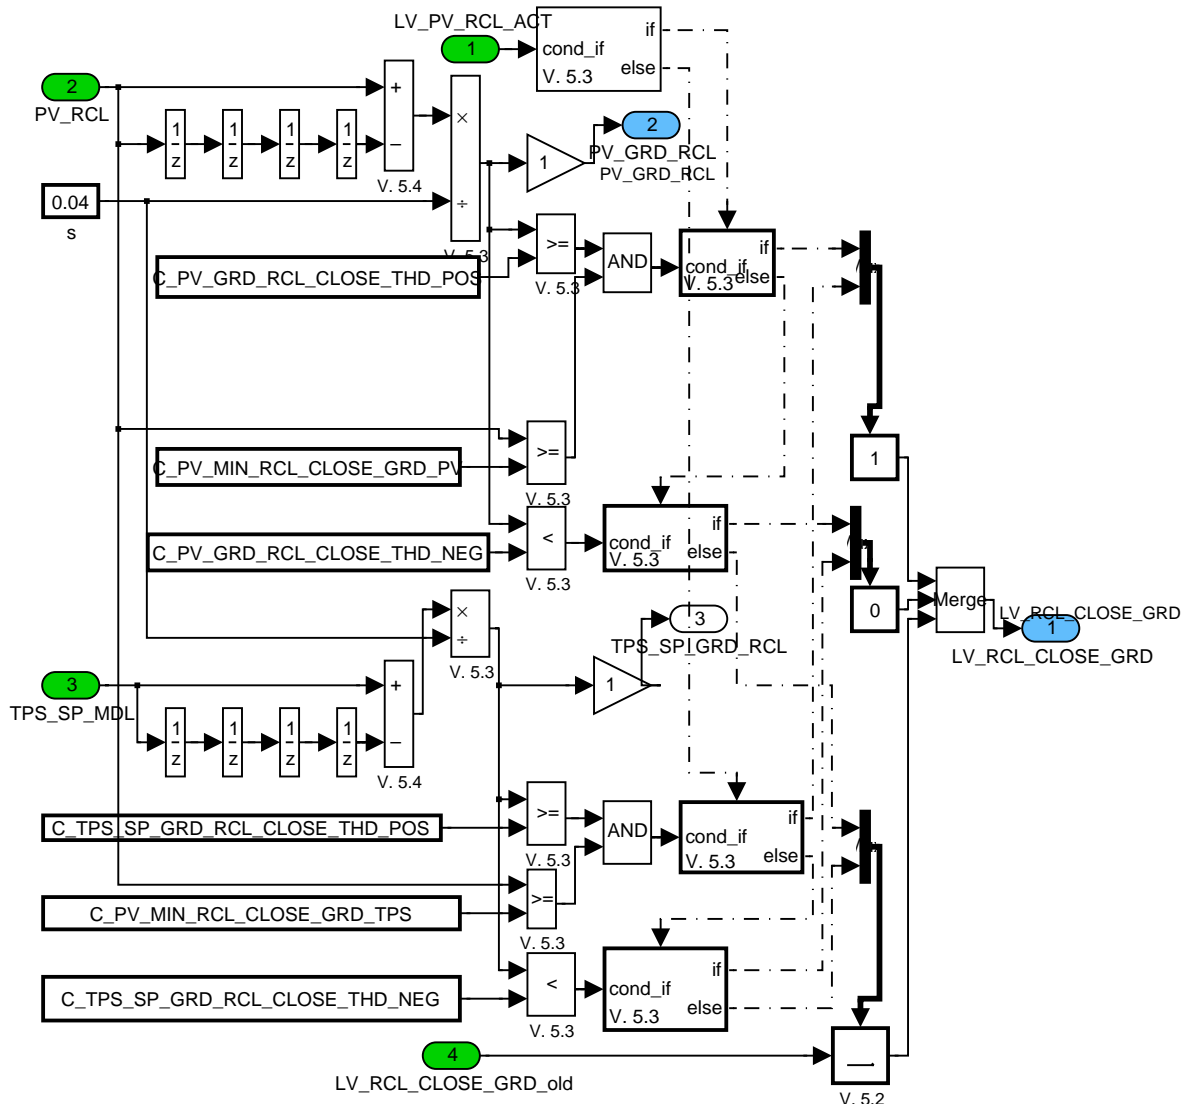 LV_PV_RCL_ACT
1
cond_if
if
else
V. 5.3
2
PV_RCL
+
−
1
z
1
z
1
z
1
z
V. 5.4
×
÷
V. 5.3
1
2
PV_GRD_RCL
PV_GRD_RCL
0.04
s
C_PV_GRD_RCL_CLOSE_THD_POS
>=
V. 5.3
AND
cond_if
if
else
V. 5.3
C_PV_MIN_RCL_CLOSE_GRD_PV
>=
V. 5.3
1
C_PV_GRD_RCL_CLOSE_THD_NEG
<
V. 5.3
cond_if
if
else
V. 5.3
0
Merge
LV_RCL_CLOSE_GRD
1
LV_RCL_CLOSE_GRD
×
÷
V. 5.3
3
TPS_SP_GRD_RCL
1
3
TPS_SP_MDL
+
−
1
z
1
z
1
z
1
z
V. 5.4
C_TPS_SP_GRD_RCL_CLOSE_THD_POS
>=
V. 5.3
AND
cond_if
if
else
V. 5.3
C_PV_MIN_RCL_CLOSE_GRD_TPS
>=
V. 5.3
C_TPS_SP_GRD_RCL_CLOSE_THD_NEG
<
V. 5.3
cond_if
if
else
V. 5.3
4
LV_RCL_CLOSE_GRD_old
V. 5.2